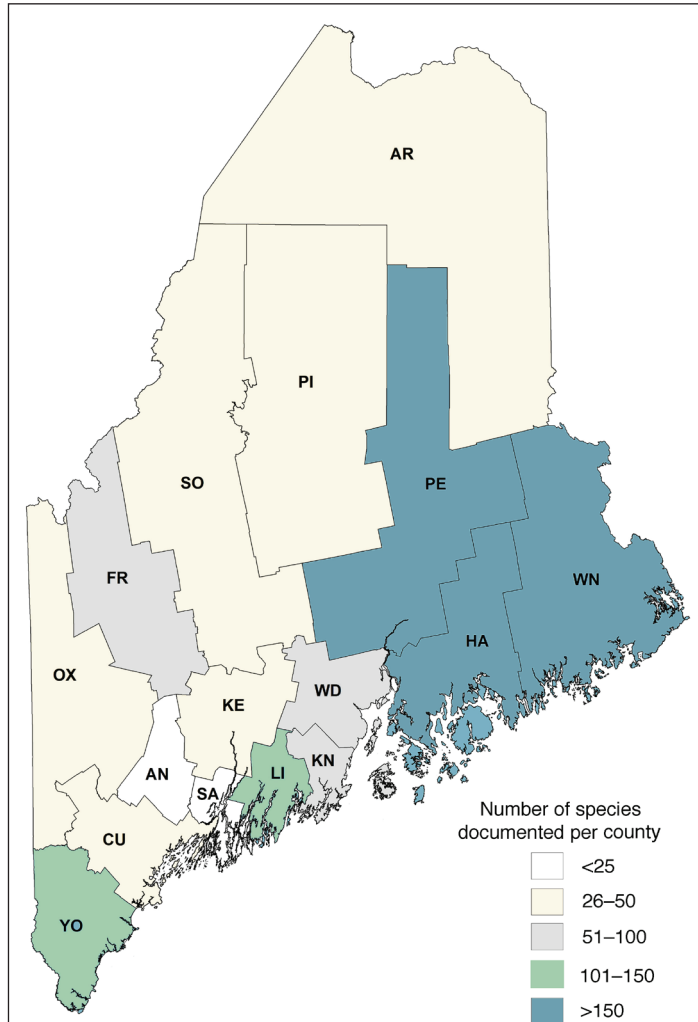 AR
PI
SO
PE
FR
WN
HA
OX
WD
KE
KN
AN
LI
SA
CU
YO
Number of species
documented per county
<25
26–50
51–100
101–150
>150